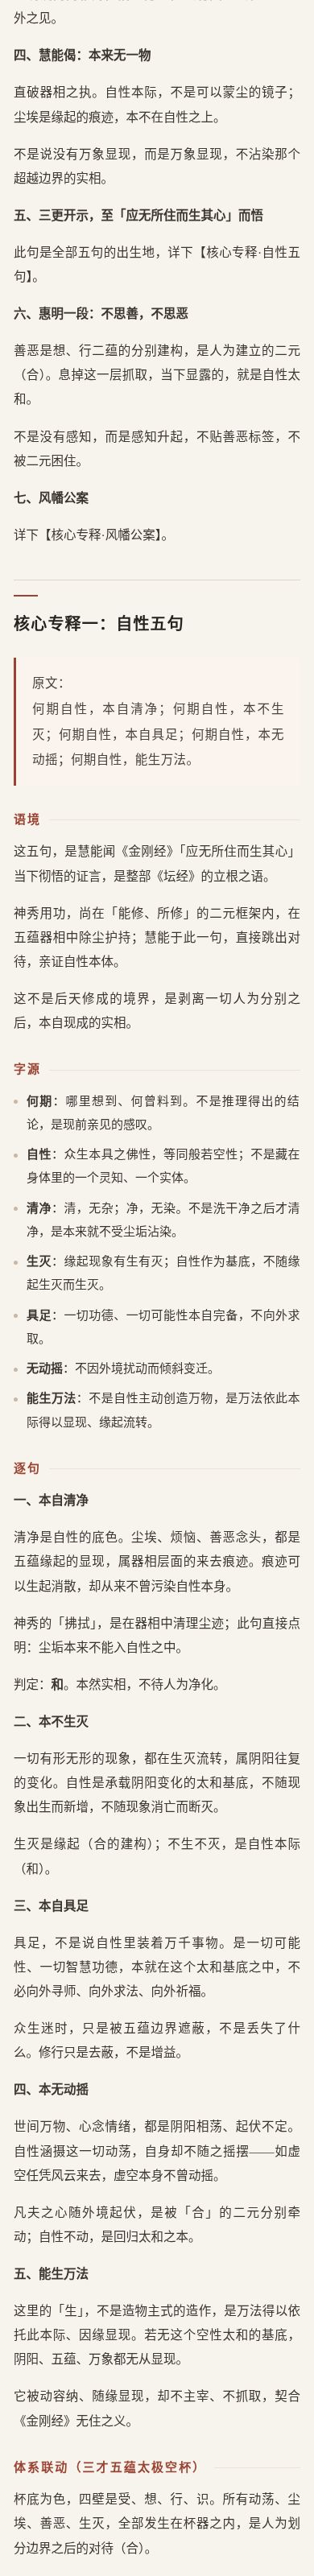 外之见。
四、慧能偈：本来无一物
直破器相之执。自性本际，不是可以蒙尘的镜子；
尘埃是缘起的痕迹，本不在自性之上。
不是说没有万象显现，而是万象显现，不沾染那个
超越边界的实相。
五、三更开示，至「应无所住而生其心」而悟
此句是全部五句的出生地，详下【核心专释·自性五
句】。
六、惠明一段：不思善，不思恶
善恶是想、行二蕴的分别建构，是人为建立的二元
（合）。息掉这一层抓取，当下显露的，就是自性太
和。
不是没有感知，而是感知升起，不贴善恶标签，不
被二元困住。
七、风幡公案
详下【核心专释·风幡公案】。
核心专释一：自性五句
原文：
何期自性，本自清净；何期自性，本不生
灭；何期自性，本自具足；何期自性，本无
动摇；何期自性，能生万法。
语境
这五句，是慧能闻《金刚经》「应无所住而生其心」
当下彻悟的证言，是整部《坛经》的立根之语。
神秀用功，尚在「能修、所修」的二元框架内，在
五蕴器相中除尘护持；慧能于此一句，直接跳出对
待，亲证自性本体。
这不是后天修成的境界，是剥离一切人为分别之
后，本自现成的实相。
字源
何期：哪里想到、何曾料到。不是推理得出的结
论，是现前亲见的感叹。
自性：众生本具之佛性，等同般若空性；不是藏在
身体里的一个灵知、一个实体。
清净：清，无杂；净，无染。不是洗干净之后才清
净，是本来就不受尘垢沾染。
生灭：缘起现象有生有灭；自性作为基底，不随缘
起生灭而生灭。
具足：一切功德、一切可能性本自完备，不向外求
取。
无动摇：不因外境扰动而倾斜变迁。
能生万法：不是自性主动创造万物，是万法依此本
际得以显现、缘起流转。
逐句
一、本自清净
清净是自性的底色。尘埃、烦恼、善恶念头，都是
五蕴缘起的显现，属器相层面的来去痕迹。痕迹可
以生起消散，却从来不曾污染自性本身。
神秀的「拂拭」，是在器相中清理尘迹；此句直接点
明：尘垢本来不能入自性之中。
判定：和。本然实相，不待人为净化。
二、本不生灭
一切有形无形的现象，都在生灭流转，属阴阳往复
的变化。自性是承载阴阳变化的太和基底，不随现
象出生而新增，不随现象消亡而断灭。
生灭是缘起（合的建构）；不生不灭，是自性本际
（和）。
三、本自具足
具足，不是说自性里装着万千事物。是一切可能
性、一切智慧功德，本就在这个太和基底之中，不
必向外寻师、向外求法、向外祈福。
众生迷时，只是被五蕴边界遮蔽，不是丢失了什
么。修行只是去蔽，不是增益。
四、本无动摇
世间万物、心念情绪，都是阴阳相荡、起伏不定。
自性涵摄这一切动荡，自身却不随之摇摆——如虚
空任凭风云来去，虚空本身不曾动摇。
凡夫之心随外境起伏，是被「合」的二元分别牵
动；自性不动，是回归太和之本。
五、能生万法
这里的「生」，不是造物主式的造作，是万法得以依
托此本际、因缘显现。若无这个空性太和的基底，
阴阳、五蕴、万象都无从显现。
它被动容纳、随缘显现，却不主宰、不抓取，契合
《金刚经》无住之义。
体系联动（三才五蕴太极空杯）
杯底为色，四壁是受、想、行、识。所有动荡、尘
埃、善恶、生灭，全部发生在杯器之内，是人为划
分边界之后的对待（合）。